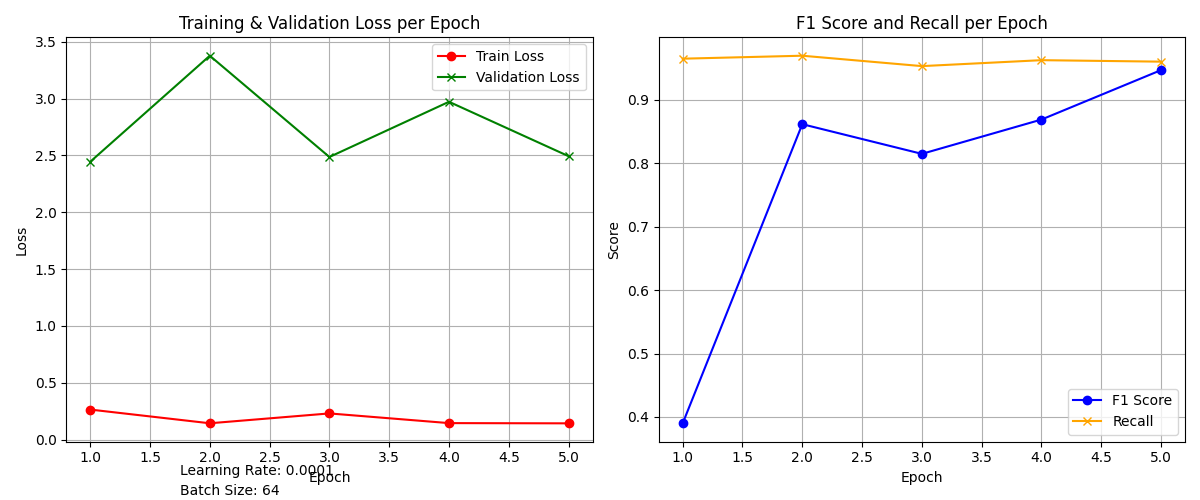 Training & Validation Loss per Epoch
3.5
3.0
2.5
2.0
1.5
1.0
0.5
0.0
Loss
Train Loss
Validation Loss
1.0 1.5 2.0 2.5 3.0 3.5 4.0 4.5 5.0
Epoch
Learning Rate: 0.0001
Batch Size: 64
F1 Score and Recall per Epoch
0.9
0.8
0.7
0.6
0.5
0.4
Score
F1 Score
Recall
1.0 1.5 2.0 2.5 3.0 3.5 4.0 4.5 5.0
Epoch